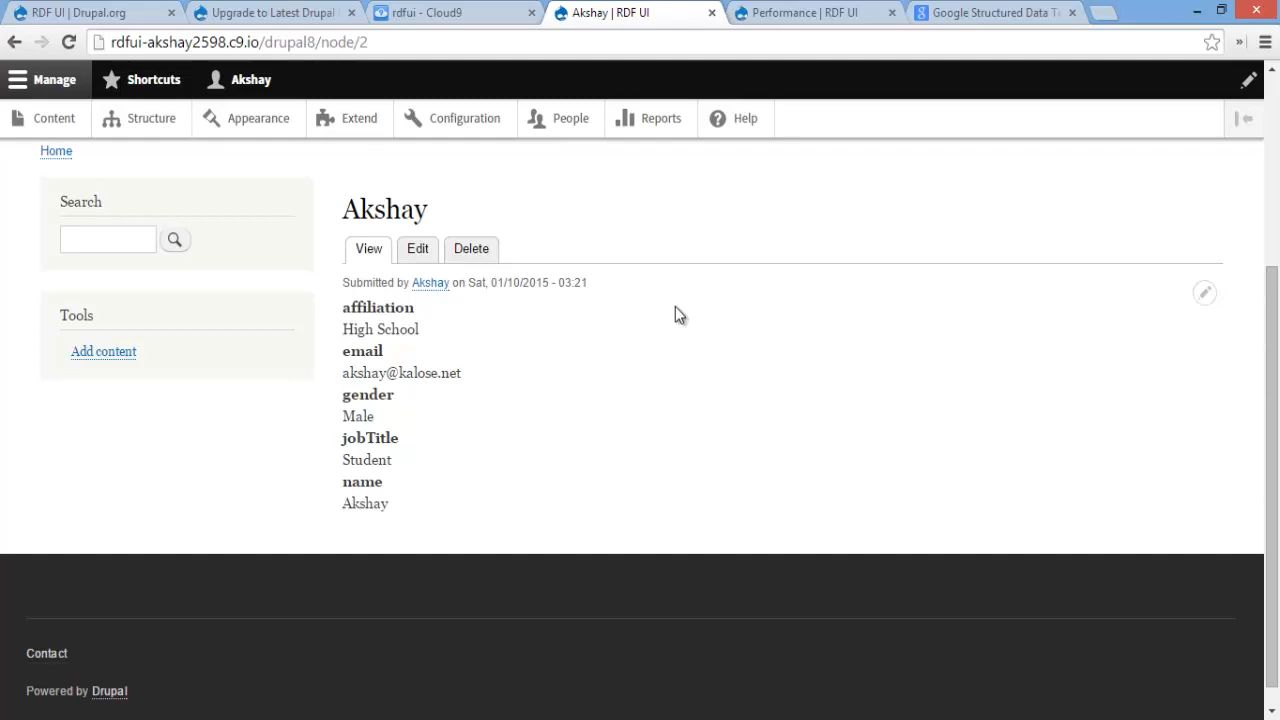 RDF UI | Drupal.org
Upgrade to Latest Drupal
rdfui - Cloud9
Akshay | RDF UI
Performance | RDF UI
Google Structured Data T
rdfui-akshay2598.c9.io/drupal8/node/2
Manage Shortcuts Akshay
Content Structure Appearance Extend Configuration People Reports Help
Home
Search
Tools
Add content
Akshay
View Edit Delete
Submitted by Akshay on Sat, 01/10/2015 - 03:21
affiliation
High School
email
akshay@kalose.net
gender
Male
jobTitle
Student
name
Akshay
Contact
Powered by Drupal